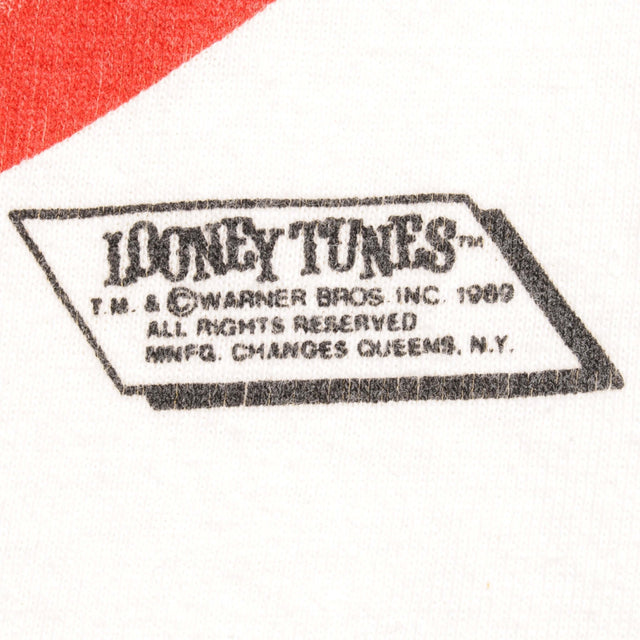 LOONEY TUNES™
T.M. & ©WARNER BROS. INC. 1989
ALL RIGHTS RESERVED
MNFG. CHANGES QUEENS, N.Y.